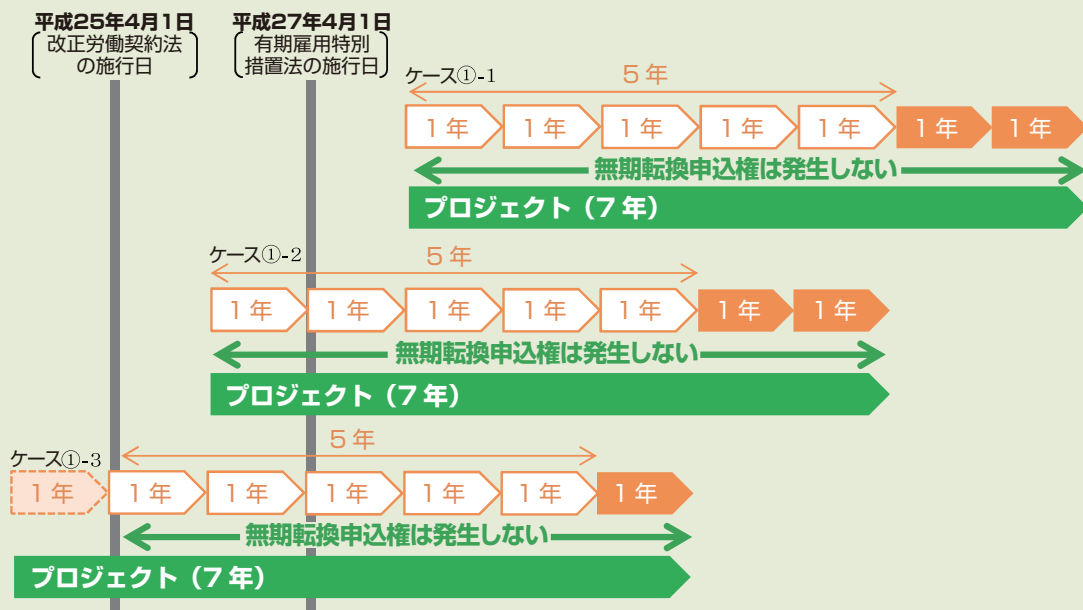 平成25年4月1日
改正労働契約法
の施行日
平成27年4月1日
有期雇用特別
措置法の施行日
ケース①-1
5年
1年 1年 1年 1年 1年 1年 1年
無期転換申込権は発生しない
プロジェクト（7年）
ケース①-2
5年
1年 1年 1年 1年 1年 1年 1年
無期転換申込権は発生しない
プロジェクト（7年）
ケース①-3
5年
1年 1年 1年 1年 1年 1年 1年
無期転換申込権は発生しない
プロジェクト（7年）